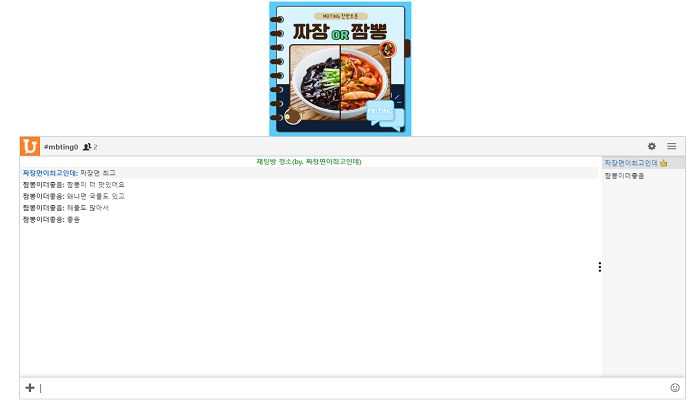 MBTING 찬반토론
짜장 OR 짬뽕
MBTING
#mbting0 2
채팅방 청소(by. 짜장면이최고인데)
짜장면이최고인데: 짜장면 최고
짬뽕이더좋음: 짬뽕이 더 맛있어요
짬뽕이더좋음: 왜냐면 국물도 있고
짬뽕이더좋음: 해물도 많아서
짬뽕이더좋음: 좋음
짜장면이최고인데
짬뽕이더좋음